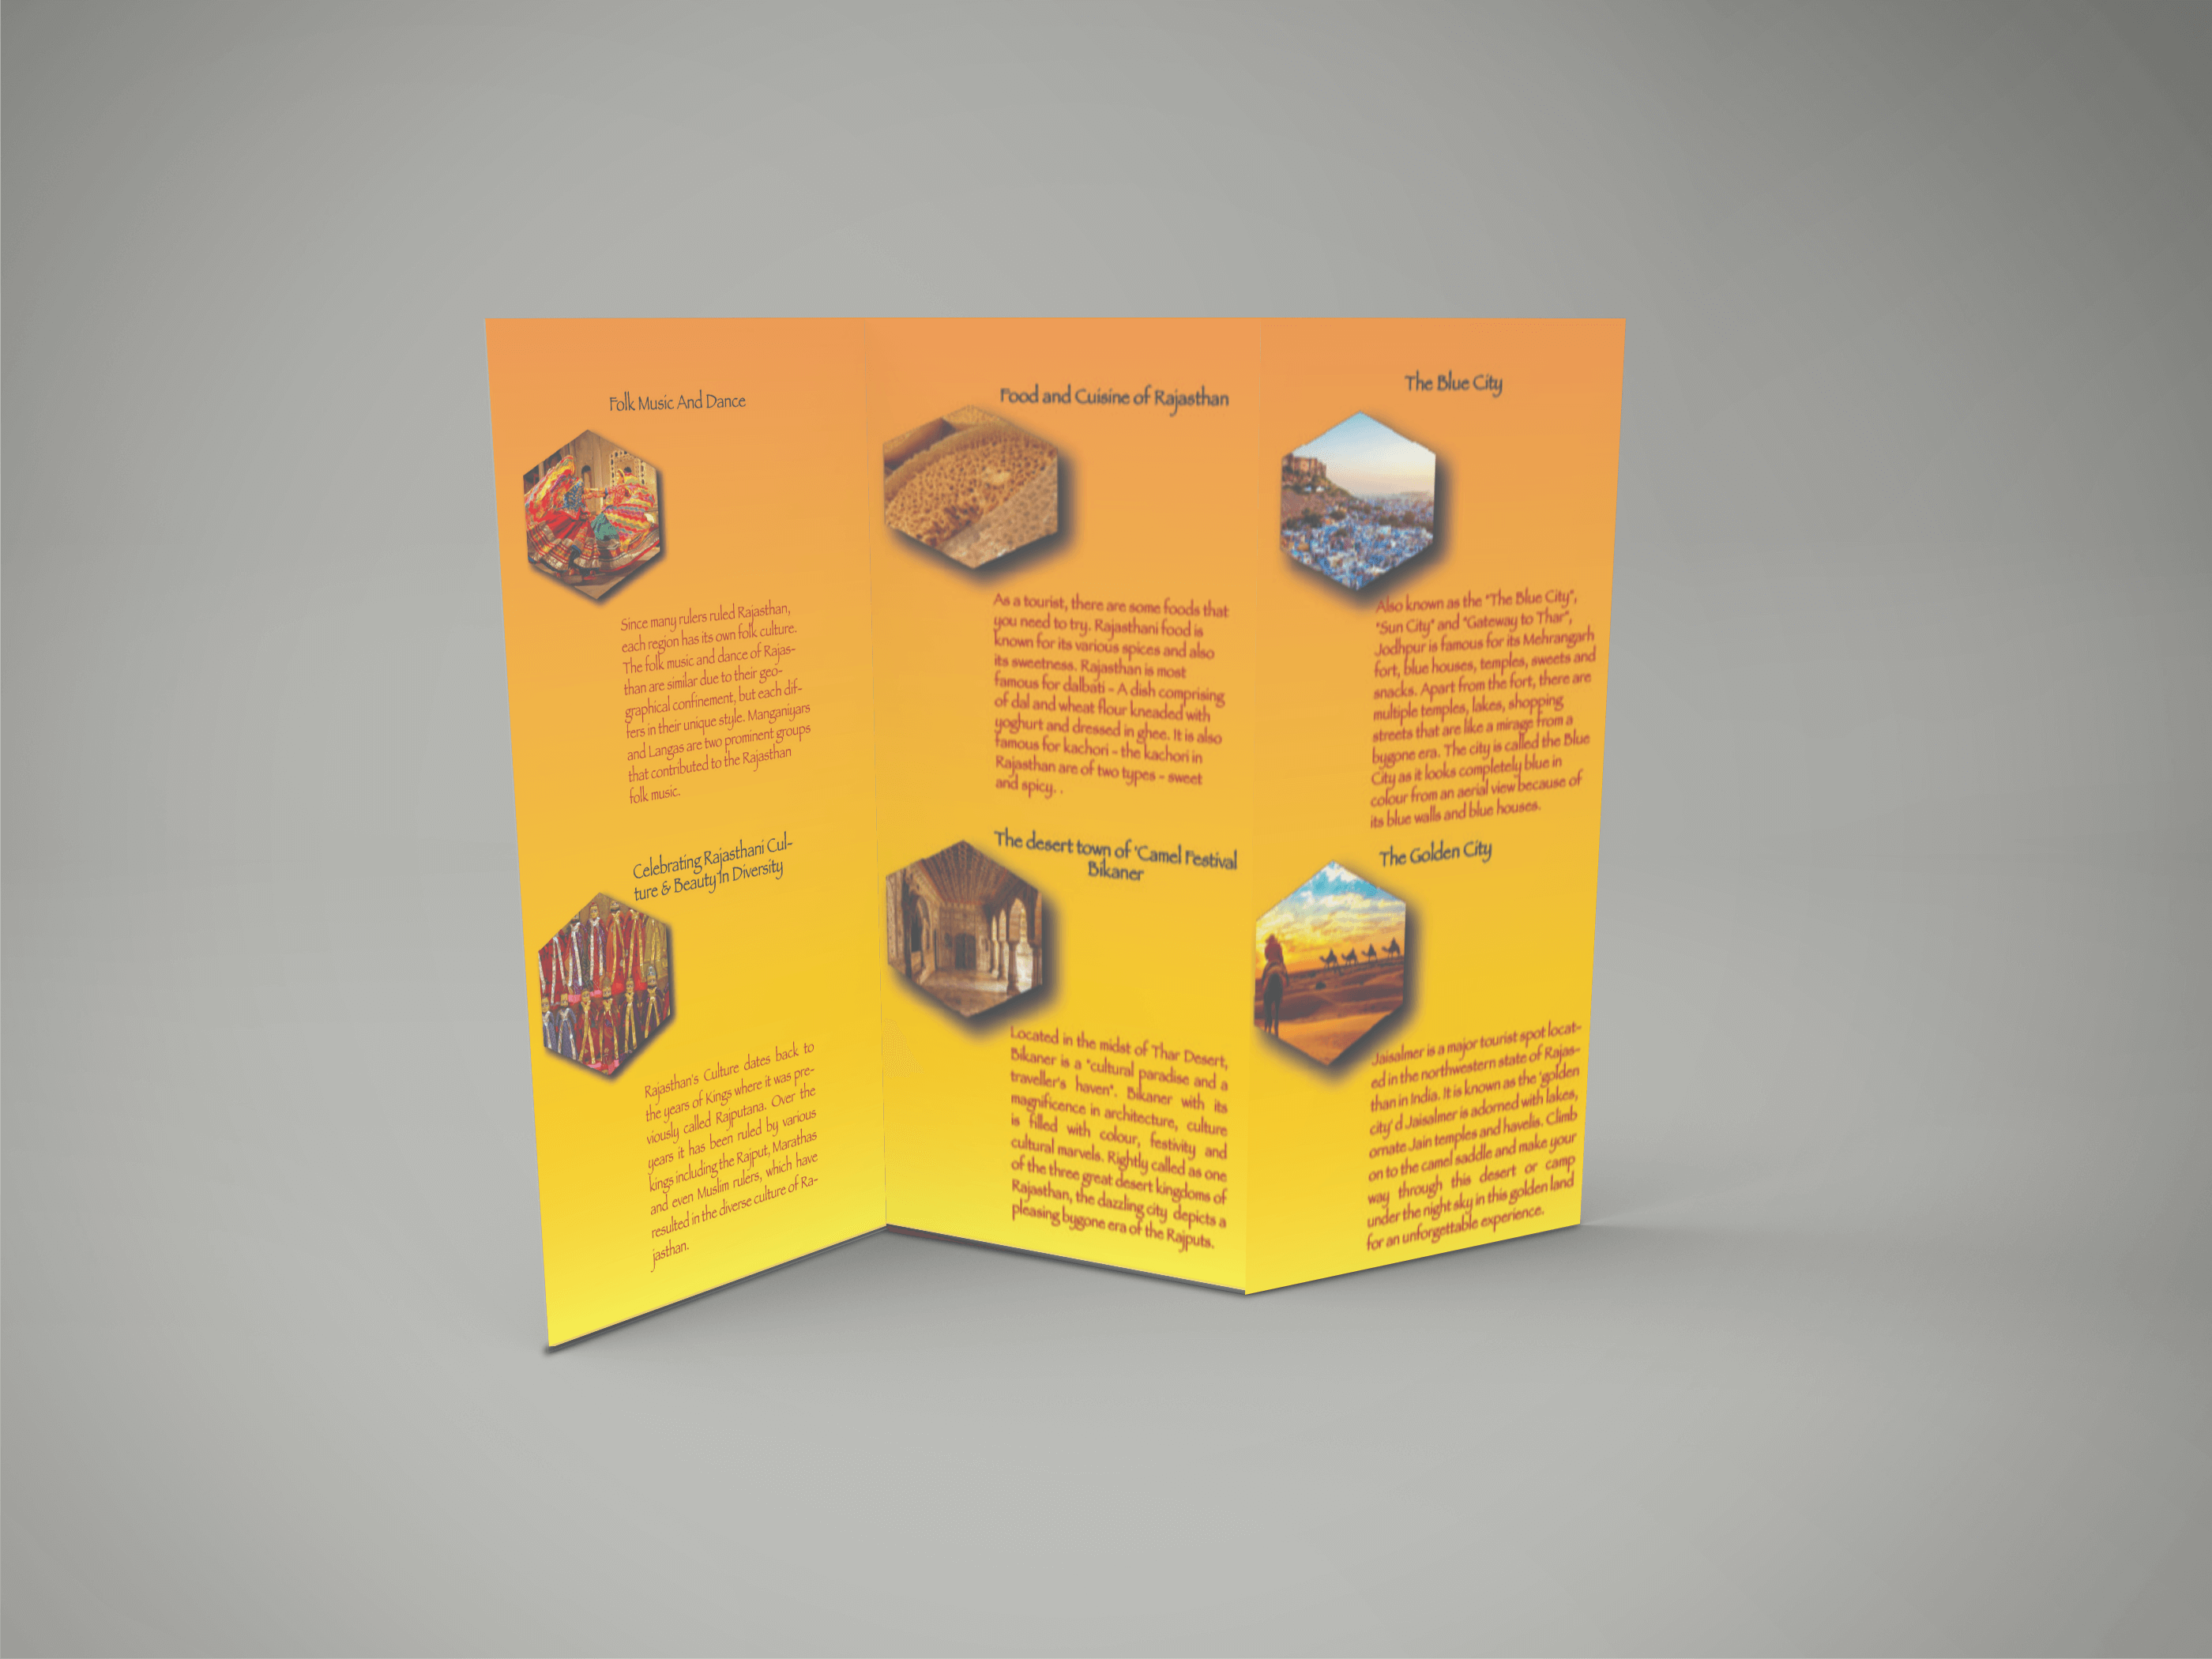 Folk Music And Dance
Since many rulers ruled Rajasthan,
each region has its own folk culture.
The folk music and dance of Rajas-
than are similar due to their geo-
graphical confinement, but each dif-
fers in their unique style. Manganiyars
and Langas are two prominent groups
that contributed to the Rajasthan
folk music.
Celebrating Rajasthani Cul-
ture & Beauty In Diversity
Rajasthan's Culture dates back to
the years of Kings where it was pre-
viously called Rajputana. Over the
years it has been ruled by various
kings including the Rajput, Marathas
and even Muslim rulers, which have
resulted in the diverse culture of Ra-
jasthan.
Food and Cuisine of Rajasthan
As a tourist, there are some foods that
you need to try. Rajasthani food is
known for its various spices and also
its sweetness. Rajasthan is most
famous for dalbati - A dish comprising
of dal and wheat flour kneaded with
yoghurt and dressed in ghee. It is also
famous for kachori - the kachori in
Rajasthan are of two types - sweet
and spicy. .
The desert town of 'Camel Festival
Bikaner
Located in the midst of Thar Desert,
Bikaner is a "cultural paradise and a
traveller's haven". Bikaner with its
magnificence in architecture, culture
is filled with colour, festivity and
cultural marvels. Rightly called as one
of the three great desert kingdoms of
Rajasthan, the dazzling city depicts a
pleasing bygone era of the Rajputs.
The Blue City
Also known as the "The Blue City",
"Sun City" and "Gateway to Thar",
Jodhpur is famous for its Mehrangarh
fort, blue houses, temples, sweets and
snacks. Apart from the fort, there are
multiple temples, lakes, shopping
streets that are like a mirage from a
bygone era. The city is called the Blue
City as it looks completely blue in
colour from an aerial view because of
its blue walls and blue houses.
The Golden City
Jaisalmer is a major tourist spot locat-
ed in the northwestern state of Rajas-
than in India. It is known as the 'golden
city' d Jaisalmer is adorned with lakes,
ornate Jain temples and havelis. Climb
on to the camel saddle and make your
way through this desert or camp
under the night sky in this golden land
for an unforgettable experience.